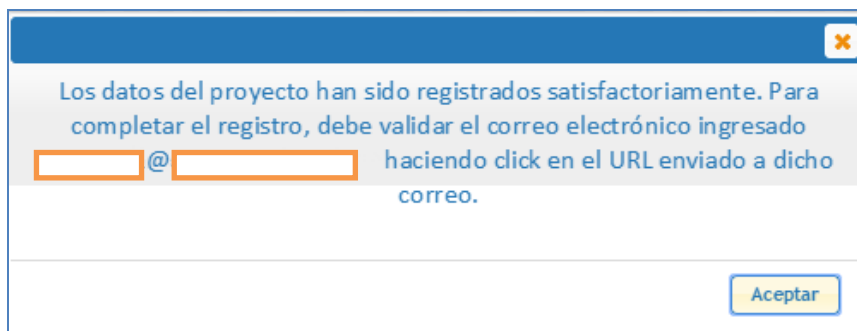 Los datos del proyecto han sido registrados satisfactoriamente. Para
completar el registro, debe validar el correo electrónico ingresado
@ haciendo click en el URL enviado a dicho
correo.
Aceptar